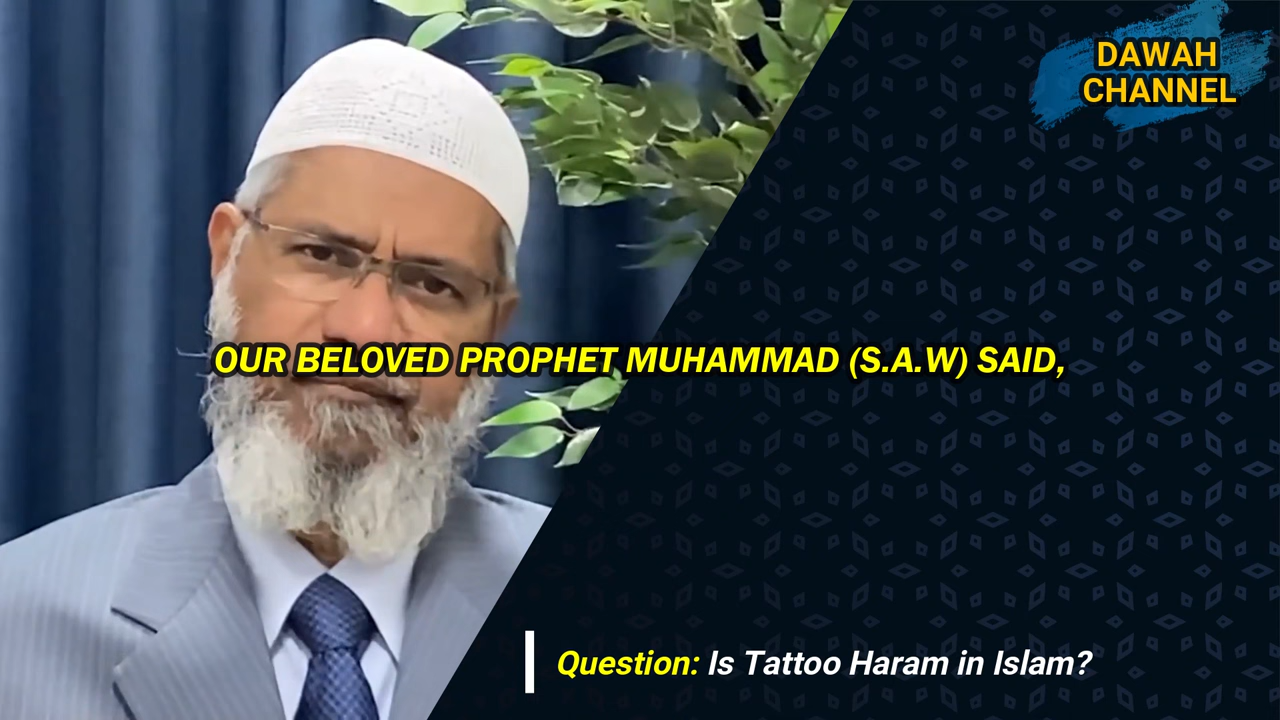 DAWAH
CHANNEL
OUR BELOVED PROPHET MUHAMMAD (S.A.W) SAID,
Question: Is Tattoo Haram in Islam?